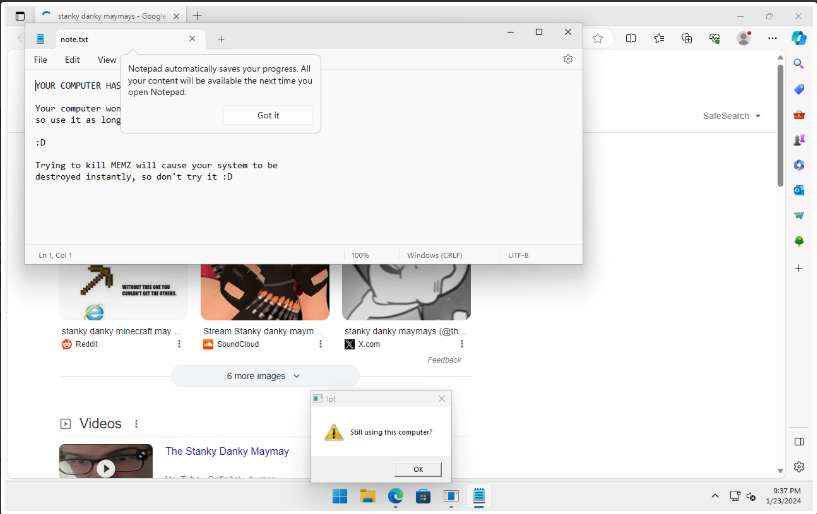 stanky danky maymays - Google
note.txt
File Edit View
Notepad automatically saves your progress. All
your content will be available the next time you
open Notepad.
Got it
YOUR COMPUTER HAS
Your computer won
so use it as long
:D
Trying to kill MEMZ will cause your system to be
destroyed instantly, so don't try it :D
Ln 1, Col 1 100% Windows (CRLF) UTF-8
SafeSearch
WITHOUT THIS ONE YOU
COULDN'T GET THE OTHERS.
stanky danky minecraft may ...
Reddit
Stream Stanky danky maym...
SoundCloud
stanky danky maymays (@th...
X.com
Feedback
6 more images
lol
Still using this computer?
OK
Videos
The Stanky Danky Maymay
9:37 PM
1/23/2024